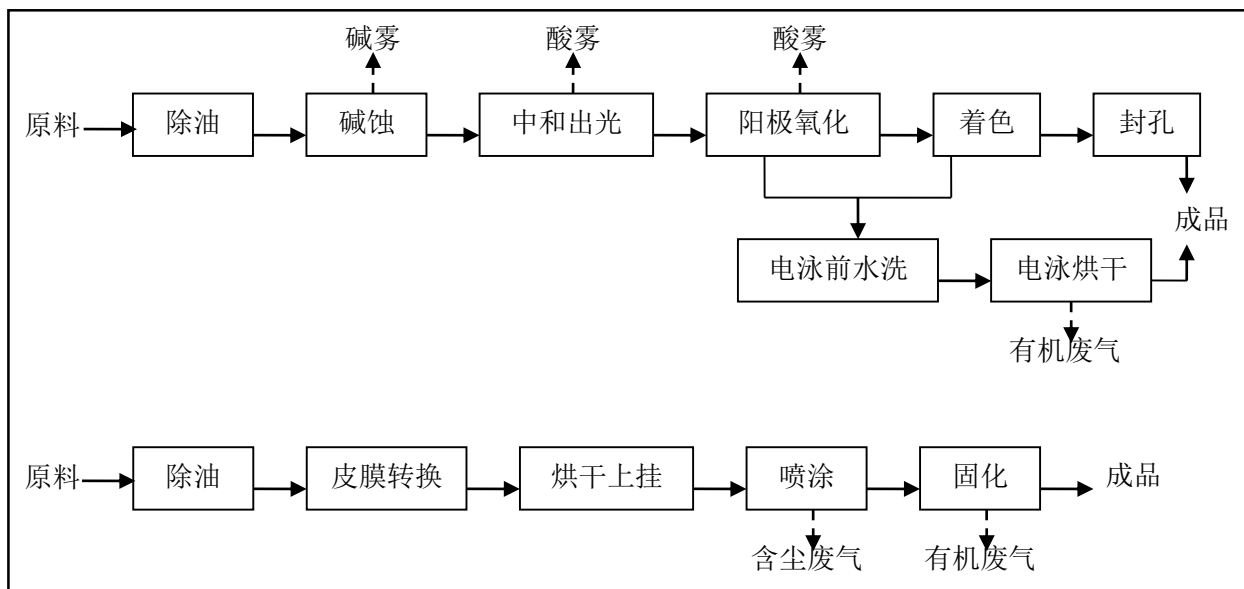 碱雾
酸雾
酸雾
原料
除油
碱蚀
中和出光
阳极氧化
着色
封孔
成品
电泳前水洗
电泳烘干
有机废气
原料
除油
皮膜转换
烘干上挂
喷涂
固化
成品
含尘废气
有机废气